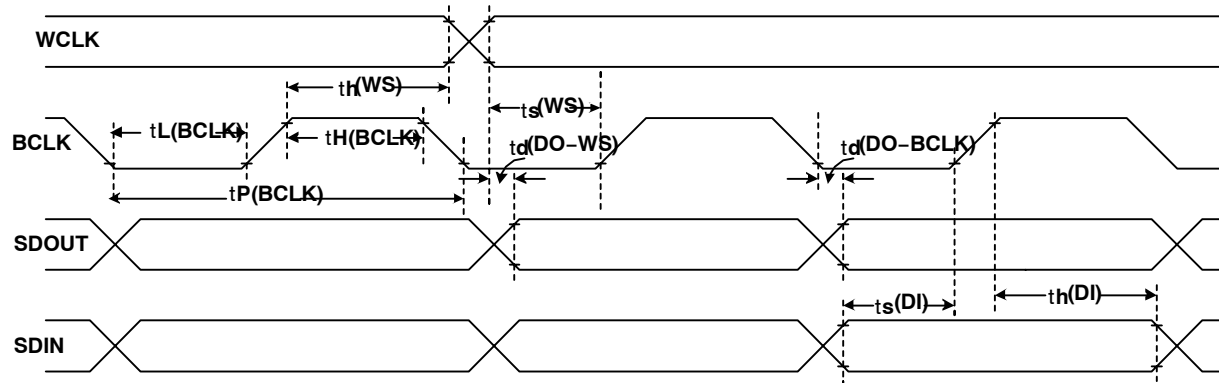 WCLK
th(WS)
ts(WS)
BCLK
tL(BCLK)
tH(BCLK)
td(DO−WS)
td(DO−BCLK)
tP(BCLK)
SDOUT
ts(DI)
th(DI)
SDIN